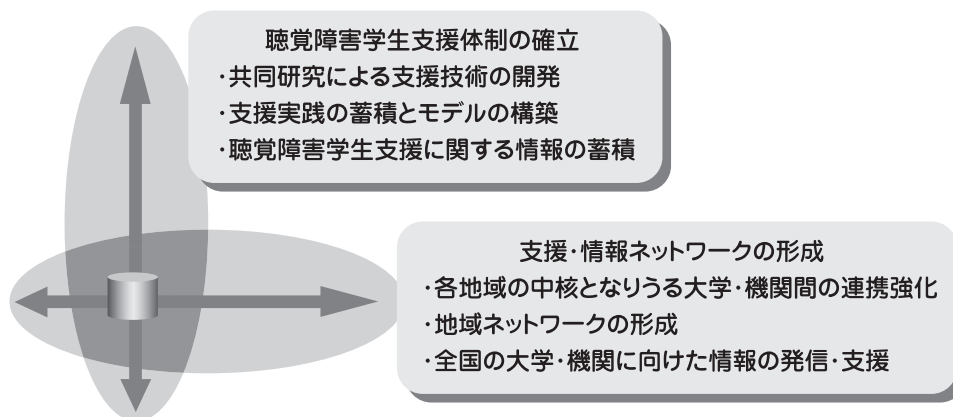 聴覚障害学生支援体制の確立
・共同研究による支援技術の開発
・支援実践の蓄積とモデルの構築
・聴覚障害学生支援に関する情報の蓄積
支援・情報ネットワークの形成
・各地域の中核となりうる大学・機関間の連携強化
・地域ネットワークの形成
・全国の大学・機関に向けた情報の発信・支援